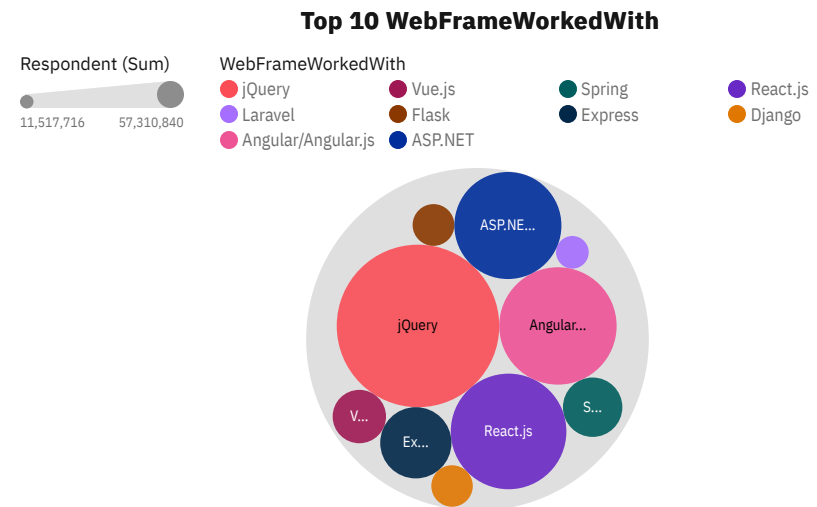 Top 10 WebFrameWorkedWith
Respondent (Sum)
11,517,716 57,310,840
WebFrameWorkedWith
jQuery Vue.js Spring React.js
Laravel Flask Express Django
Angular/Angular.js ASP.NET
ASP.NE...
jQuery
Angular...
S...
V...
React.js
Ex...